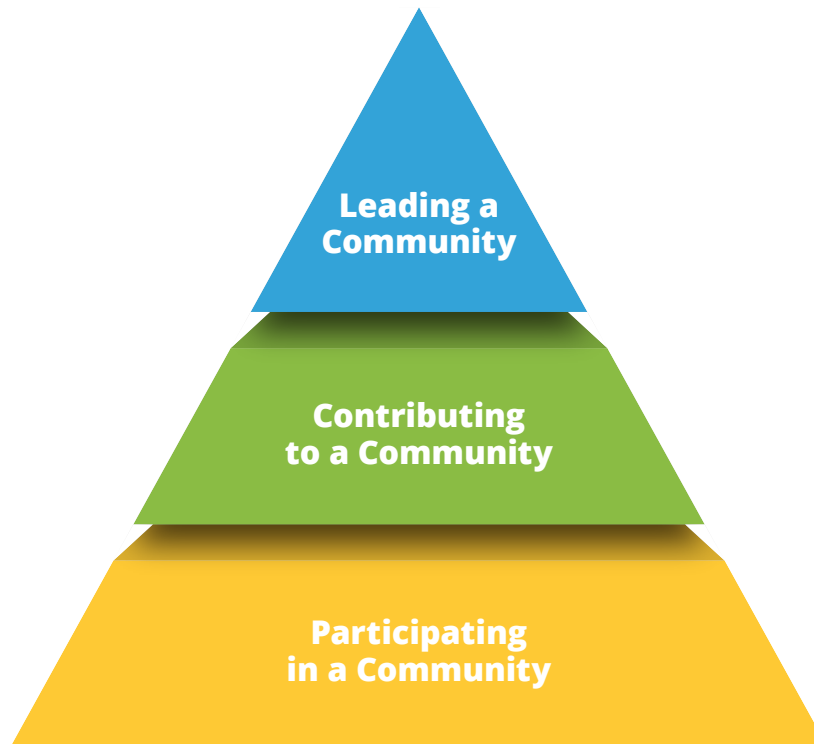 Leading a
Community
Contributing
to a Community
Participating
in a Community